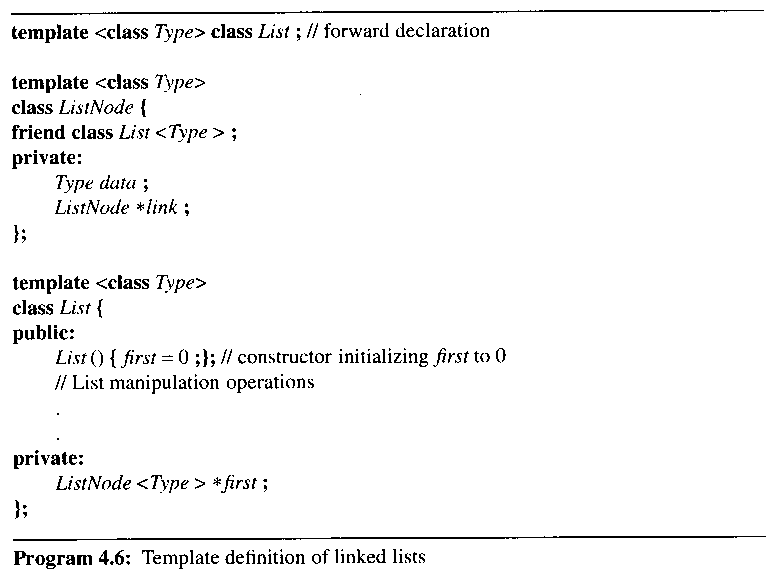 template <class Type> class List ; // forward declaration
template <class Type>
class ListNode {
friend class List <Type > ;
private:
Type data ;
ListNode *link ;
};
template <class Type>
class List {
public:
List () { first = 0 ;}; // constructor initializing first to 0
// List manipulation operations
.
.
private:
ListNode <Type > *first ;
};
Program 4.6: Template definition of linked lists